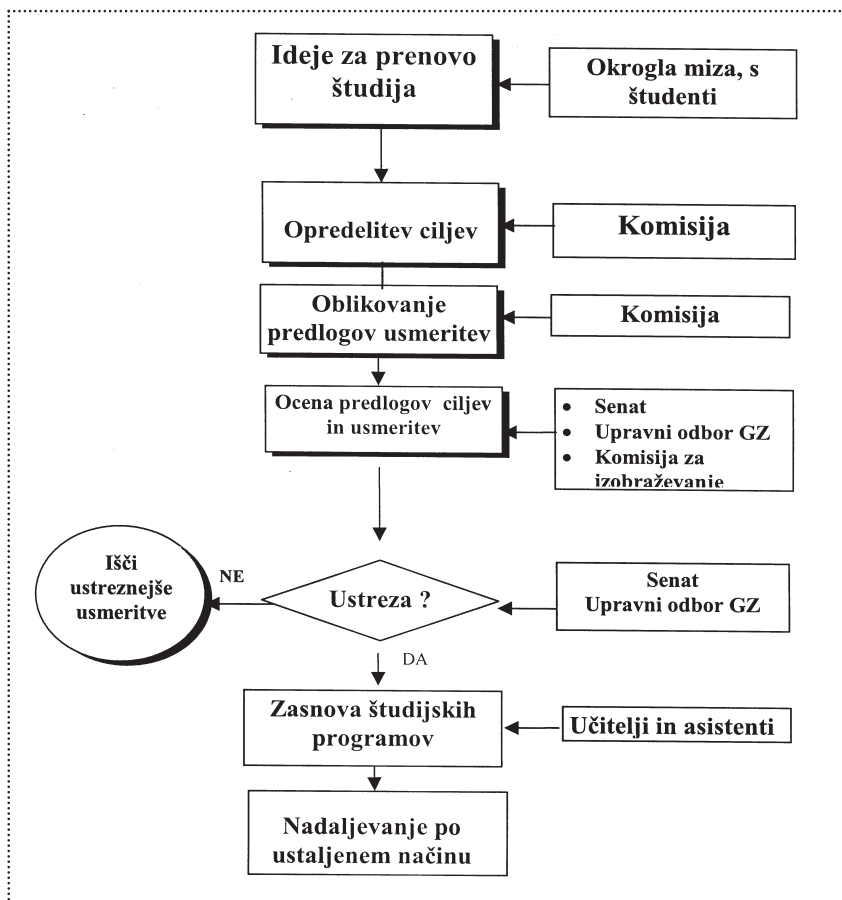 Ideje za prenovo
študija
Okrogla miza, s
študenti
Opredelitev ciljev
Komisija
Oblikovanje
predlogov usmeritev
Komisija
Ocena predlogov ciljev
in usmeritev
• Senat
• Upravni odbor GZ
• Komisija za
izobraževanje
Išči
ustreznejše
usmeritve
NE
Ustreza ?
Senat
Upravni odbor GZ
DA
Zasnova študijskih
programov
Učitelji in asistenti
Nadaljevanje po
ustaljenem načinu